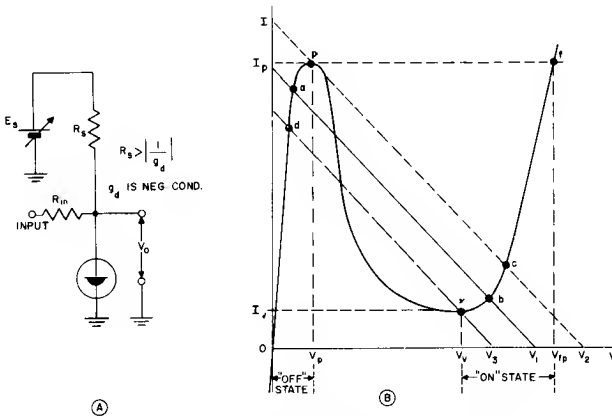 E_s
R_s
R_s > |1/g_d|
g_d IS NEG. COND.
R_in
INPUT
V_o
A
I
I_p
I_v
O
p
a
d
f
c
b
v
V_p
V_v
V_3
V_1
V_fp
V_2
V
"OFF" STATE
"ON" STATE
B